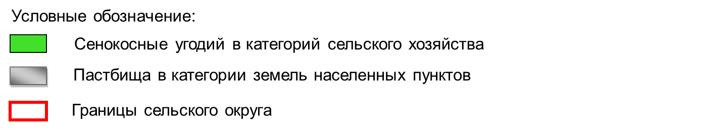 Условные обозначение:
Сенокосные угодий в категорий сельского хозяйства
Пастбища в категории земель населенных пунктов
Границы сельского округа